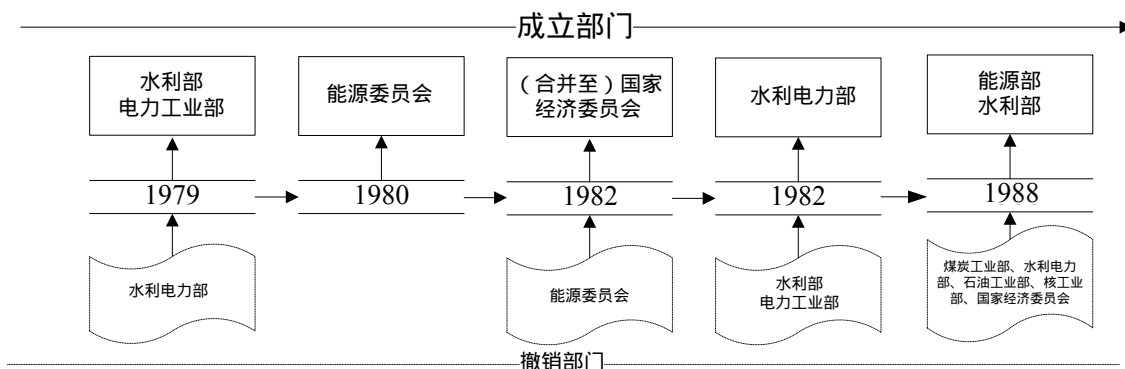 成立部门
水利部
电力工业部
能源委员会
（合并至）国家
经济委员会
水利电力部
能源部
水利部
1979
1980
1982
1982
1988
水利电力部
能源委员会
水利部
电力工业部
煤炭工业部、水利电力
部、石油工业部、核工业
部、国家经济委员会
撤销部门